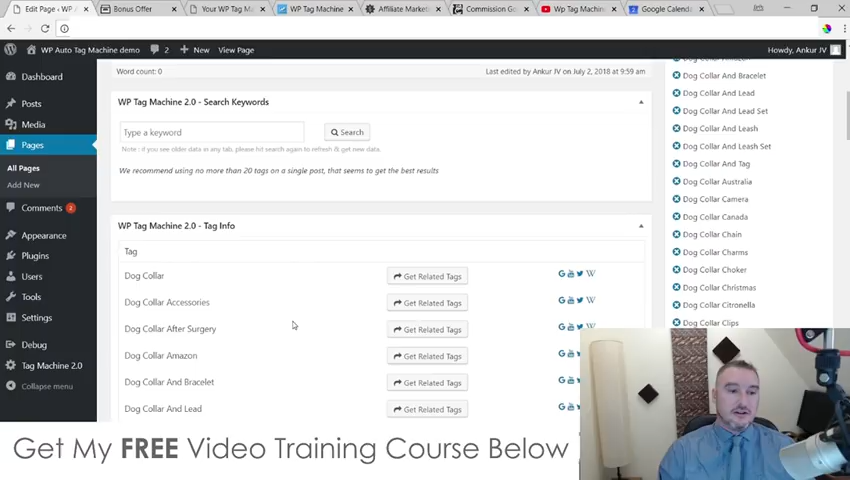 Edit Page ‹ WP
Bonus Offer
Your WP Tag M
WP Tag Machine
Affiliate Market
Commission G
Wp Tag Machin
Google Calenda
WP Auto Tag Machine demo
2
New
View Page
Howdy, Ankur JV
Dashboard
Posts
Media
Pages
All Pages
Add New
Comments 2
Appearance
Plugins
Users
Tools
Settings
Debug
Tag Machine 2.0
Collapse menu
Word count: 0
Last edited by Ankur JV on July 2, 2018 at 9:59 am
WP Tag Machine 2.0 - Search Keywords
Type a keyword
Search
Note : if you see older data in any tab, please hit search again to refresh & get new data.
We recommend using no more than 20 tags on a single post, that seems to get the best results
WP Tag Machine 2.0 - Tag Info
Tag
Dog Collar
Get Related Tags
Dog Collar Accessories
Get Related Tags
Dog Collar After Surgery
Get Related Tags
Dog Collar Amazon
Get Related Tags
Dog Collar And Bracelet
Get Related Tags
Dog Collar And Lead
Get Related Tags
Dog Collar Amazon
Dog Collar And Bracelet
Dog Collar And Lead
Dog Collar And Lead Set
Dog Collar And Leash
Dog Collar And Leash Set
Dog Collar And Tag
Dog Collar Australia
Dog Collar Camera
Dog Collar Canada
Dog Collar Chain
Dog Collar Charms
Dog Collar Choker
Dog Collar Christmas
Dog Collar Citronella
Dog Collar Clips
Get My FREE Video Training Course Below